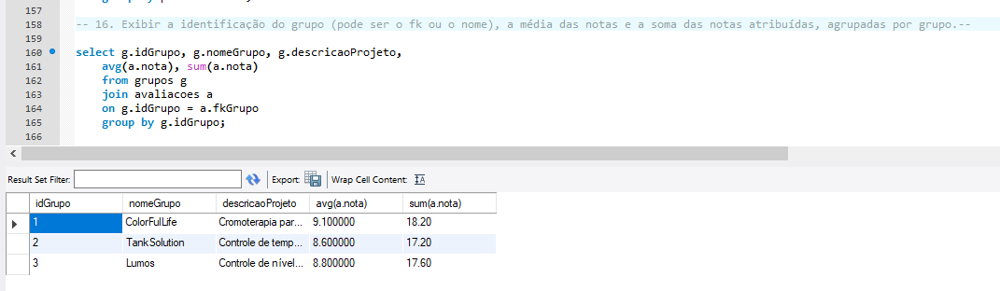 157
158 -- 16. Exibir a identificação do grupo (pode ser o fk ou o nome), a média das notas e a soma das notas atribuídas, agrupadas por grupo.--
159
160 select g.idGrupo, g.nomeGrupo, g.descricaoProjeto,
161 avg(a.nota), sum(a.nota)
162 from grupos g
163 join avaliacoes a
164 on g.idGrupo = a.fkGrupo
165 group by g.idGrupo;
166
Result Set Filter: Export: Wrap Cell Content:
idGrupo nomeGrupo descricaoProjeto avg(a.nota) sum(a.nota)
1 ColorFulLife Cromoterapia par... 9.100000 18.20
2 TankSolution Controle de temp... 8.600000 17.20
3 Lumos Controle de nível... 8.800000 17.60